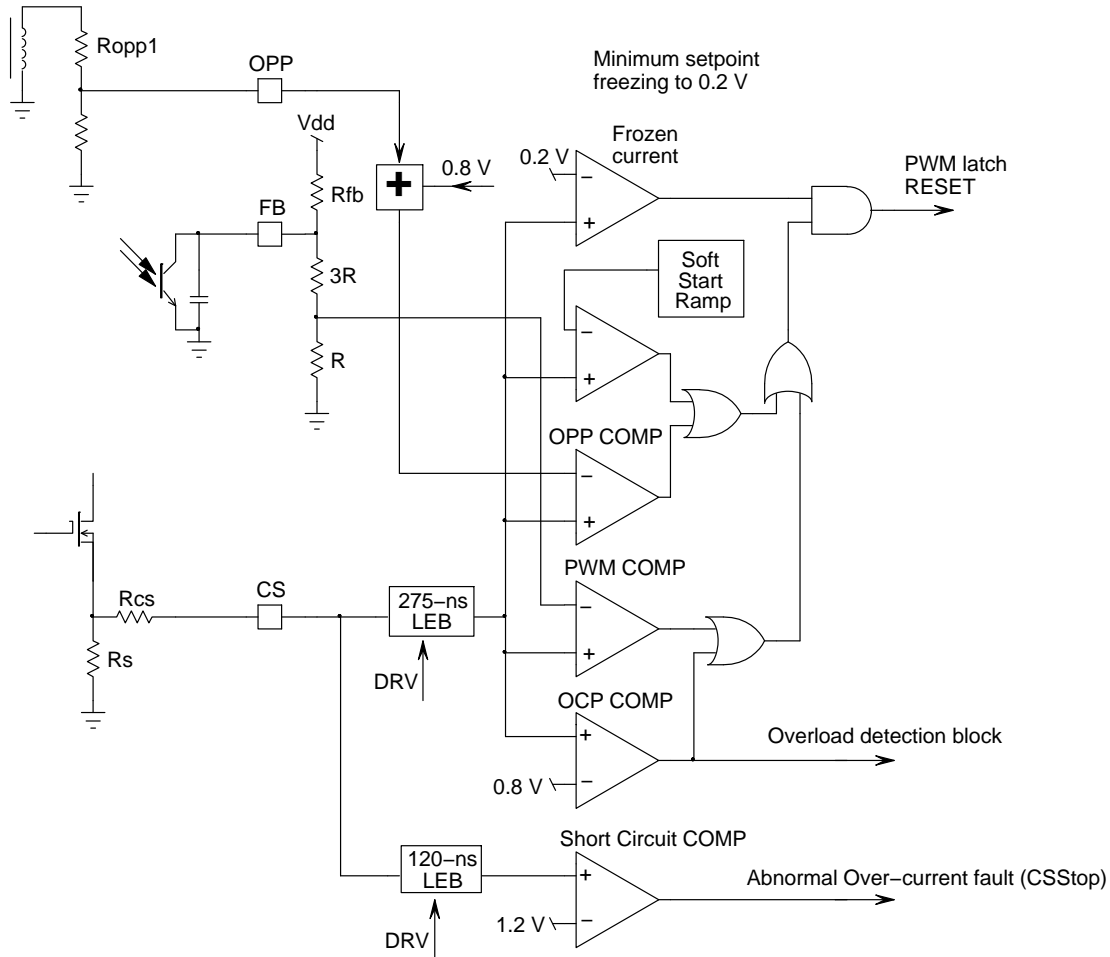 Ropp1
OPP
Minimum setpoint
freezing to 0.2 V
Vdd
Frozen
current
0.2 V
0.8 V
PWM latch
RESET
+
Rfb
−
FB
+
Soft
Start
Ramp
3R
−
R
+
OPP COMP
−
+
PWM COMP
CS
275−ns
LEB
−
Rcs
+
Rs
DRV
OCP COMP
+
Overload detection block
0.8 V
−
Short Circuit COMP
120−ns
LEB
+
Abnormal Over−current fault (CSStop)
1.2 V
−
DRV